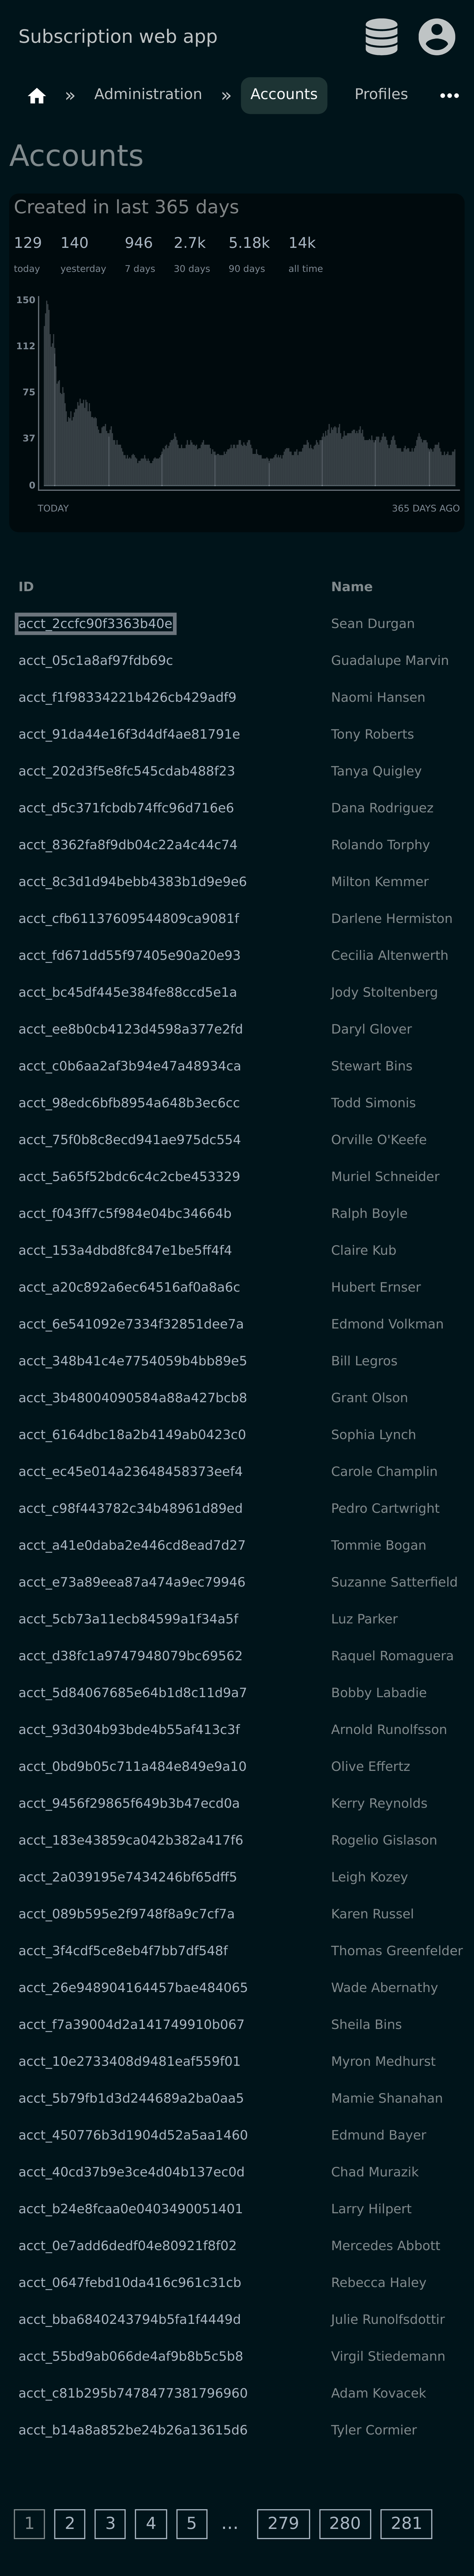 Subscription web app
» Administration » Accounts Profiles
Accounts
Created in last 365 days
129 140 946 2.7k 5.18k 14k
today yesterday 7 days 30 days 90 days all time
150
112
75
37
0
TODAY 365 DAYS AGO
ID Name
acct_2ccfc90f3363b40e Sean Durgan
acct_05c1a8af97fdb69c Guadalupe Marvin
acct_f1f98334221b426cb429adf9 Naomi Hansen
acct_91da44e16f3d4df4ae81791e Tony Roberts
acct_202d3f5e8fc545cdab488f23 Tanya Quigley
acct_d5c371fcbdb74ffc96d716e6 Dana Rodriguez
acct_8362fa8f9db04c22a4c44c74 Rolando Torphy
acct_8c3d1d94bebb4383b1d9e9e6 Milton Kemmer
acct_cfb61137609544809ca9081f Darlene Hermiston
acct_fd671dd55f97405e90a20e93 Cecilia Altenwerth
acct_bc45df445e384fe88ccd5e1a Jody Stoltenberg
acct_ee8b0cb4123d4598a377e2fd Daryl Glover
acct_c0b6aa2af3b94e47a48934ca Stewart Bins
acct_98edc6bfb8954a648b3ec6cc Todd Simonis
acct_75f0b8c8ecd941ae975dc554 Orville O'Keefe
acct_5a65f52bdc6c4c2cbe453329 Muriel Schneider
acct_f043ff7c5f984e04bc34664b Ralph Boyle
acct_153a4dbd8fc847e1be5ff4f4 Claire Kub
acct_a20c892a6ec64516af0a8a6c Hubert Ernser
acct_6e541092e7334f32851dee7a Edmond Volkman
acct_348b41c4e7754059b4bb89e5 Bill Legros
acct_3b48004090584a88a427bcb8 Grant Olson
acct_6164dbc18a2b4149ab0423c0 Sophia Lynch
acct_ec45e014a23648458373eef4 Carole Champlin
acct_c98f443782c34b48961d89ed Pedro Cartwright
acct_a41e0daba2e446cd8ead7d27 Tommie Bogan
acct_e73a89eea87a474a9ec79946 Suzanne Satterfield
acct_5cb73a11ecb84599a1f34a5f Luz Parker
acct_d38fc1a9747948079bc69562 Raquel Romaguera
acct_5d84067685e64b1d8c11d9a7 Bobby Labadie
acct_93d304b93bde4b55af413c3f Arnold Runolfsson
acct_0bd9b05c711a484e849e9a10 Olive Effertz
acct_9456f29865f649b3b47ecd0a Kerry Reynolds
acct_183e43859ca042b382a417f6 Rogelio Gislason
acct_2a039195e7434246bf65dff5 Leigh Kozey
acct_089b595e2f9748f8a9c7cf7a Karen Russel
acct_3f4cdf5ce8eb4f7bb7df548f Thomas Greenfelder
acct_26e948904164457bae484065 Wade Abernathy
acct_f7a39004d2a141749910b067 Sheila Bins
acct_10e2733408d9481eaf559f01 Myron Medhurst
acct_5b79fb1d3d244689a2ba0aa5 Mamie Shanahan
acct_450776b3d1904d52a5aa1460 Edmund Bayer
acct_40cd37b9e3ce4d04b137ec0d Chad Murazik
acct_b24e8fcaa0e0403490051401 Larry Hilpert
acct_0e7add6dedf04e80921f8f02 Mercedes Abbott
acct_0647febd10da416c961c31cb Rebecca Haley
acct_bba6840243794b5fa1f4449d Julie Runolfsdottir
acct_55bd9ab066de4af9b8b5c5b8 Virgil Stiedemann
acct_c81b295b7478477381796960 Adam Kovacek
acct_b14a8a852be24b26a13615d6 Tyler Cormier
1 2 3 4 5 ... 279 280 281